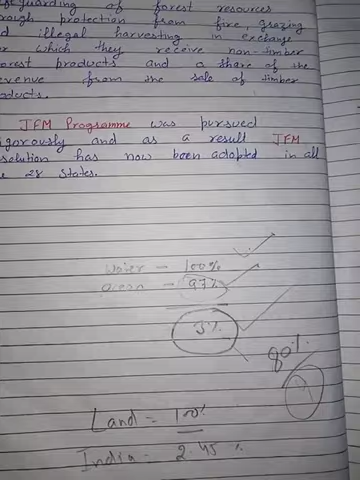 safeguarding of forest resources
through protection from fire, grazing
and illegal harvesting in exchange
for which they receive non-timber
forest products and a share of the
revenue from the sale of timber
products.
JFM Programme was pursued
vigorously and as a result JFM
resolution has now been adopted in all
the 28 States.
Water - 100%
Ocean - 97%
3%
90%
Land = 100%
India = 2.45 %